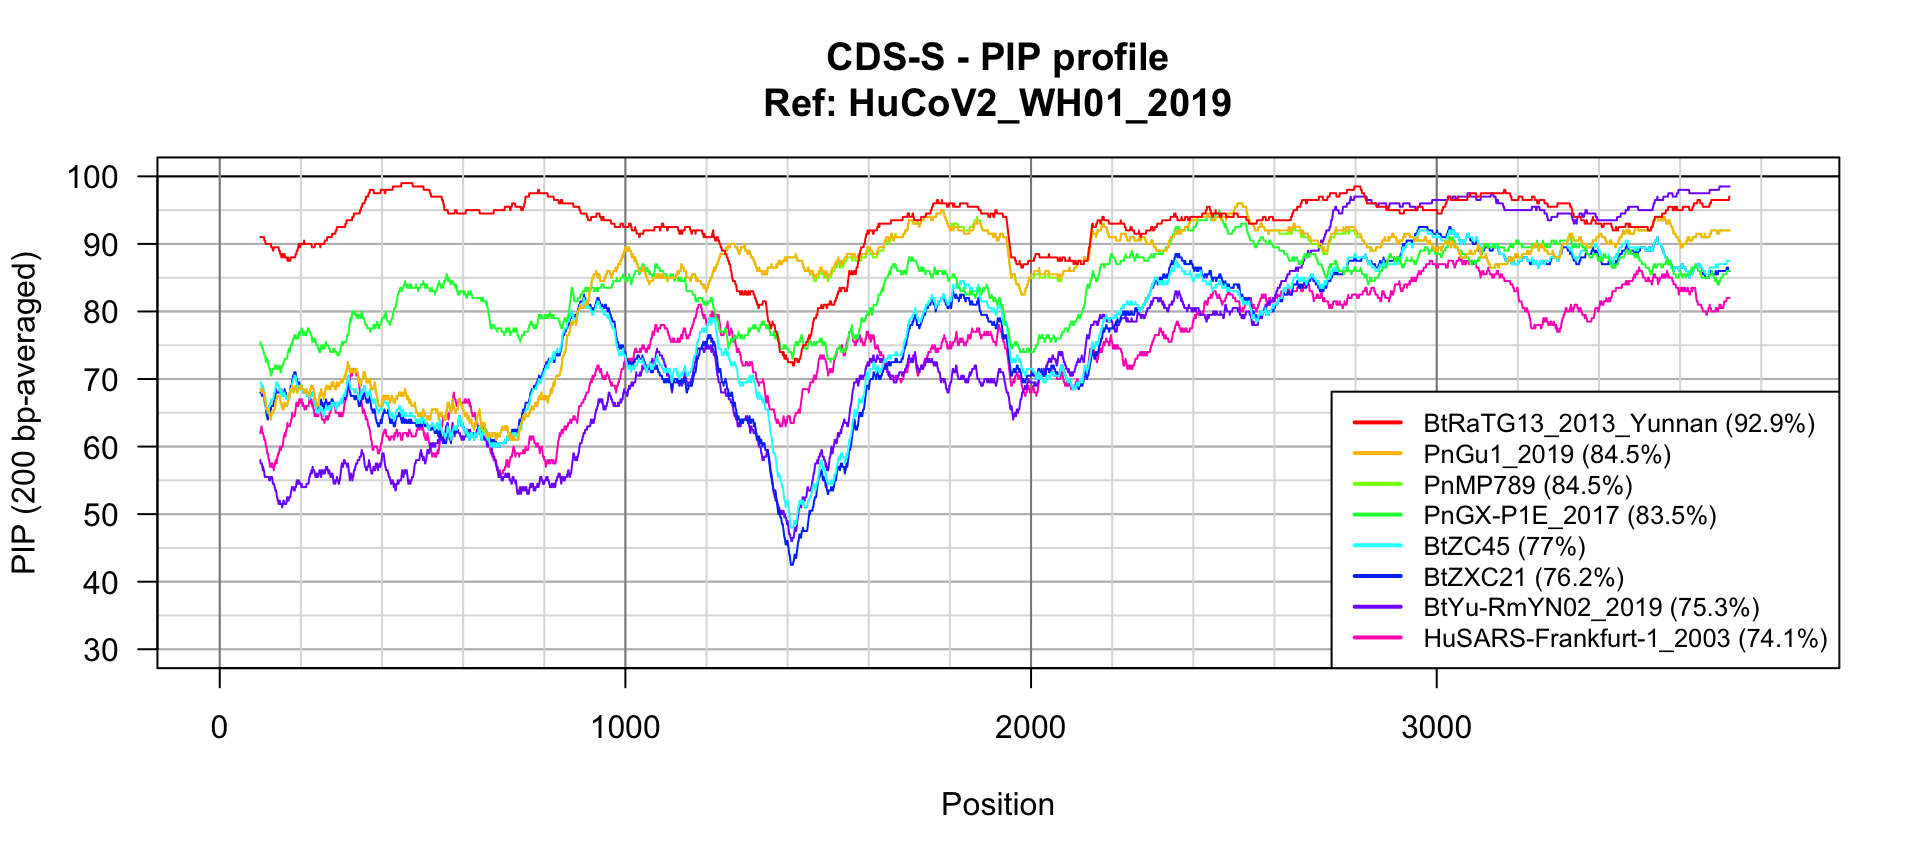 CDS-S - PIP profile
Ref: HuCoV2_WH01_2019
PIP (200 bp-averaged)
100
90
80
70
60
50
40
30
0
1000
2000
3000
Position
BtRaTG13_2013_Yunnan (92.9%)
PnGu1_2019 (84.5%)
PnMP789 (84.5%)
PnGX-P1E_2017 (83.5%)
BtZC45 (77%)
BtZXC21 (76.2%)
BtYu-RmYN02_2019 (75.3%)
HuSARS-Frankfurt-1_2003 (74.1%)